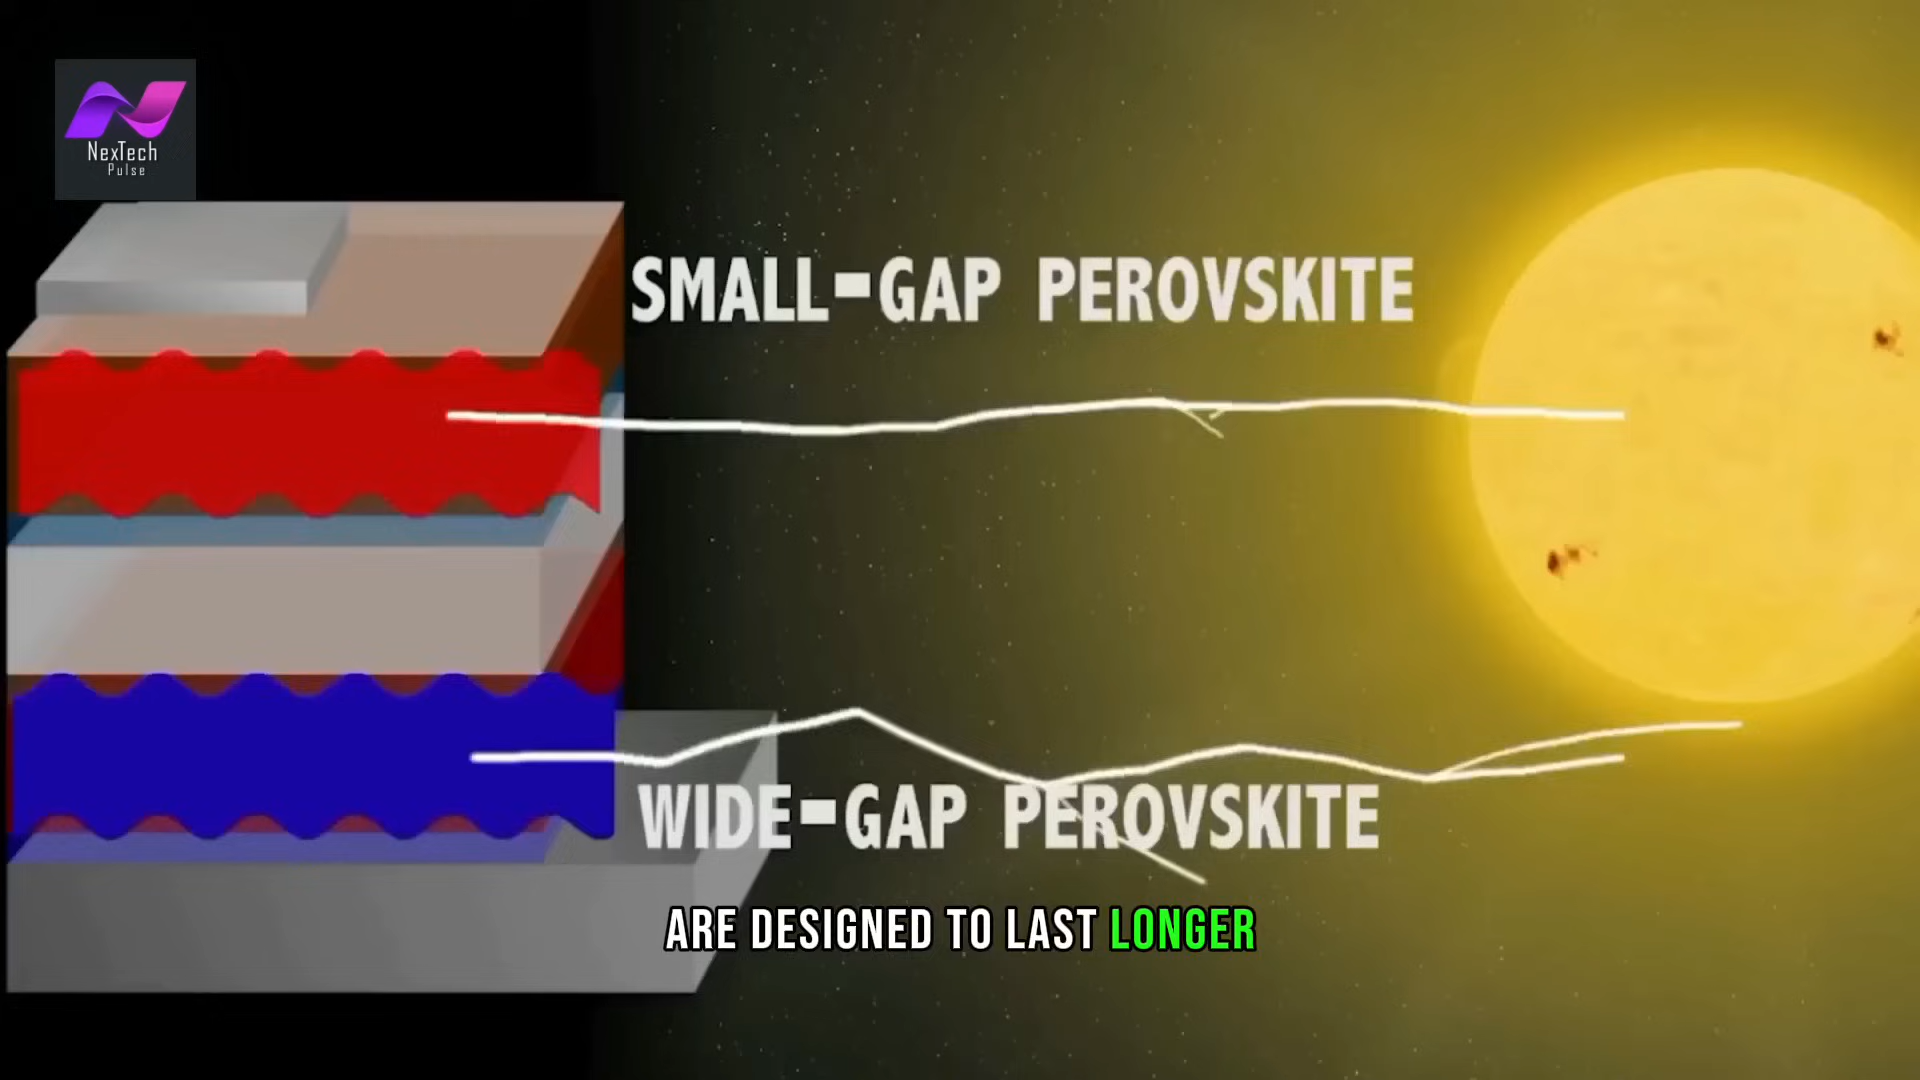 NexTech
Pulse
SMALL-GAP PEROVSKITE
WIDE-GAP PEROVSKITE
ARE DESIGNED TO LAST LONGER